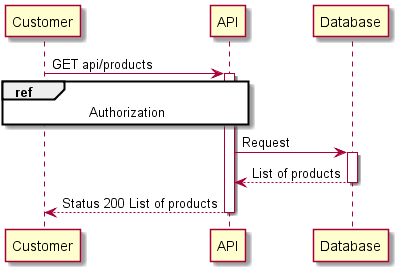 Customer API Database
GET api/products
ref
Authorization
Request
List of products
Status 200 List of products
Customer API Database